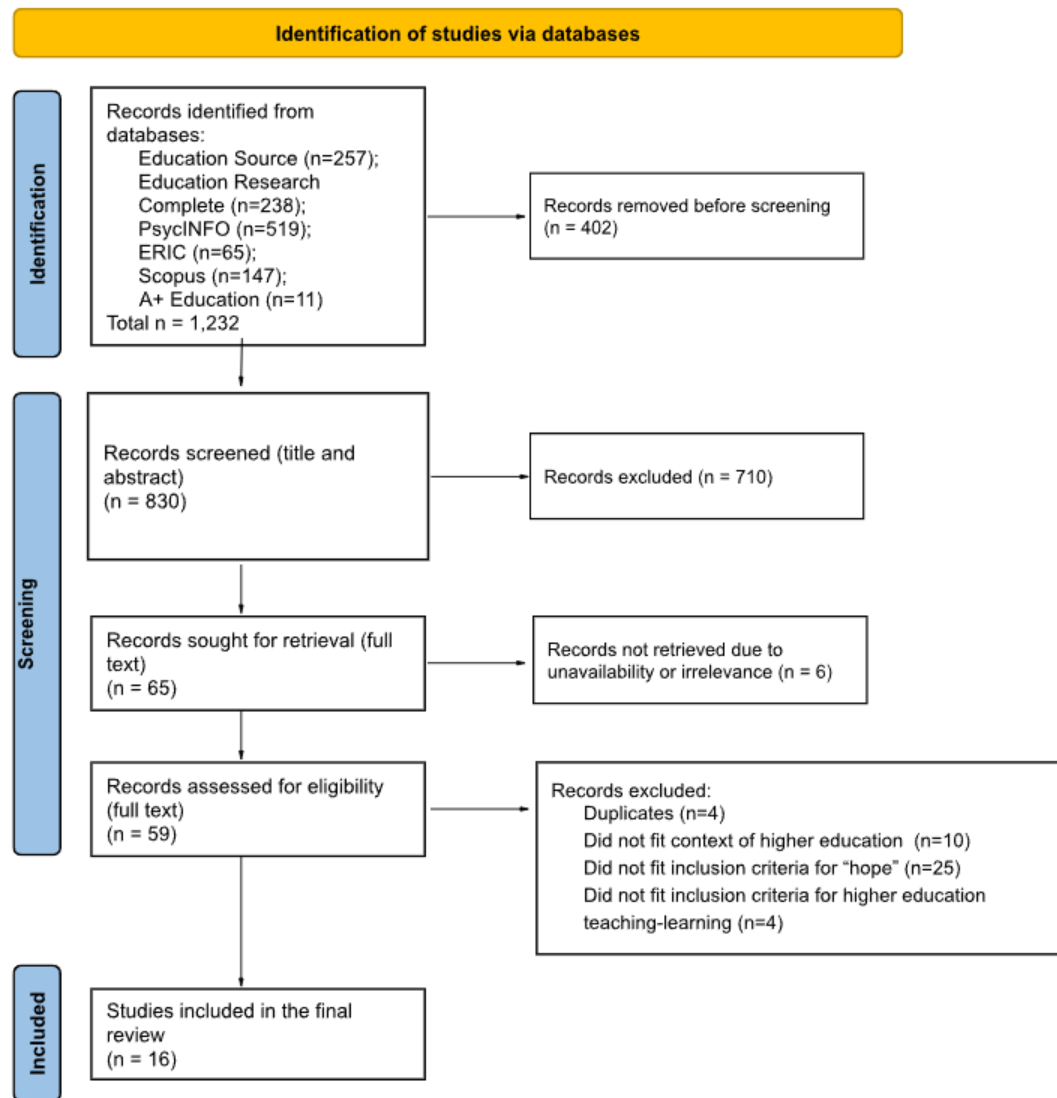 Identification of studies via databases
Identification
Records identified from
databases:
Education Source (n=257);
Education Research
Complete (n=238);
PsycINFO (n=519);
ERIC (n=65);
Scopus (n=147);
A+ Education (n=11)
Total n = 1,232
Records removed before screening
(n = 402)
Screening
Records screened (title and
abstract)
(n = 830)
Records excluded (n = 710)
Records sought for retrieval (full
text)
(n = 65)
Records not retrieved due to
unavailability or irrelevance (n = 6)
Records assessed for eligibility
(full text)
(n = 59)
Records excluded:
Duplicates (n=4)
Did not fit context of higher education (n=10)
Did not fit inclusion criteria for “hope” (n=25)
Did not fit inclusion criteria for higher education
teaching-learning (n=4)
Included
Studies included in the final
review
(n = 16)